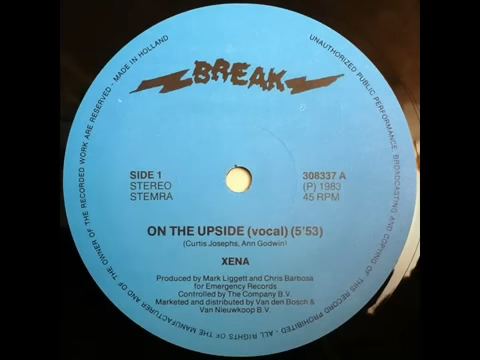 ALL RIGHTS OF THE MANUFACTURER AND OF THE OWNER OF THE RECORDED WORK ARE RESERVED - MADE IN HOLLAND
UNAUTHORIZED PUBLIC PERFORMANCE, BROADCASTING AND COPYING OF THIS RECORD PROHIBITED -
BREAK
SIDE 1
STEREO
STEMRA
308337 A
(P) 1983
45 RPM
ON THE UPSIDE (vocal) (5'53)
(Curtis Josephs, Ann Godwin)
XENA
Produced by Mark Liggett and Chris Barbosa
for Emergency Records
Controlled by The Company B.V.
Marketed and distributed by Van den Bosch &
Van Nieuwkoop B.V.